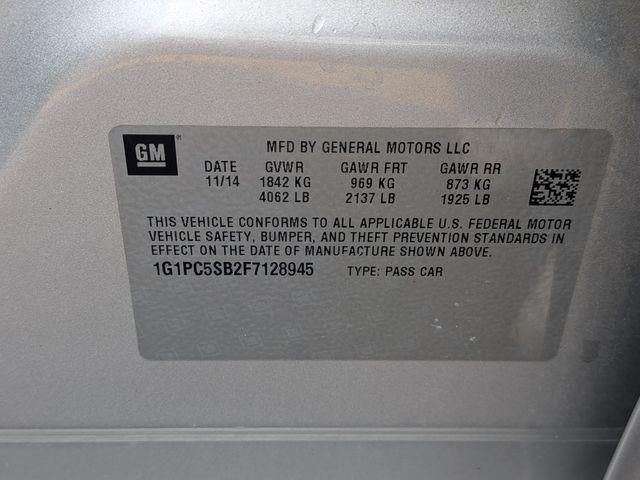 GM
MFD BY GENERAL MOTORS LLC
DATE GVWR GAWR FRT GAWR RR
11/14 1842 KG 969 KG 873 KG
4062 LB 2137 LB 1925 LB
THIS VEHICLE CONFORMS TO ALL APPLICABLE U.S. FEDERAL MOTOR
VEHICLE SAFETY, BUMPER, AND THEFT PREVENTION STANDARDS IN
EFFECT ON THE DATE OF MANUFACTURE SHOWN ABOVE.
1G1PC5SB2F7128945 TYPE: PASS CAR